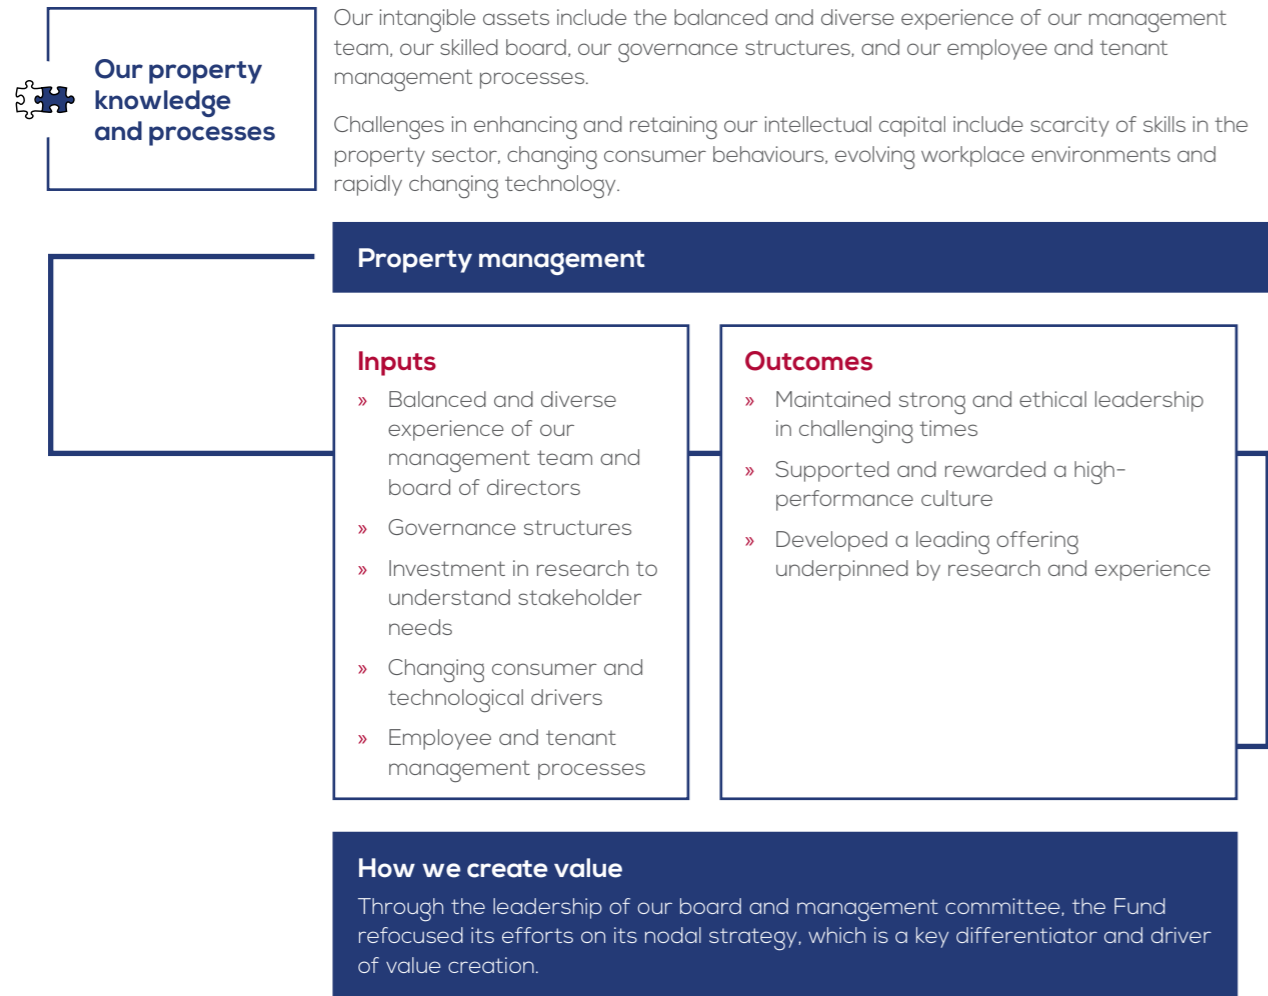 Our property
knowledge
and processes
Our intangible assets include the balanced and diverse experience of our management
team, our skilled board, our governance structures, and our employee and tenant
management processes.
Challenges in enhancing and retaining our intellectual capital include scarcity of skills in the
property sector, changing consumer behaviours, evolving workplace environments and
rapidly changing technology.
Property management
Inputs
» Balanced and diverse
experience of our
management team and
board of directors
» Governance structures
» Investment in research to
understand stakeholder
needs
» Changing consumer and
technological drivers
» Employee and tenant
management processes
Outcomes
» Maintained strong and ethical leadership
in challenging times
» Supported and rewarded a high-
performance culture
» Developed a leading offering
underpinned by research and experience
How we create value
Through the leadership of our board and management committee, the Fund
refocused its efforts on its nodal strategy, which is a key differentiator and driver
of value creation.